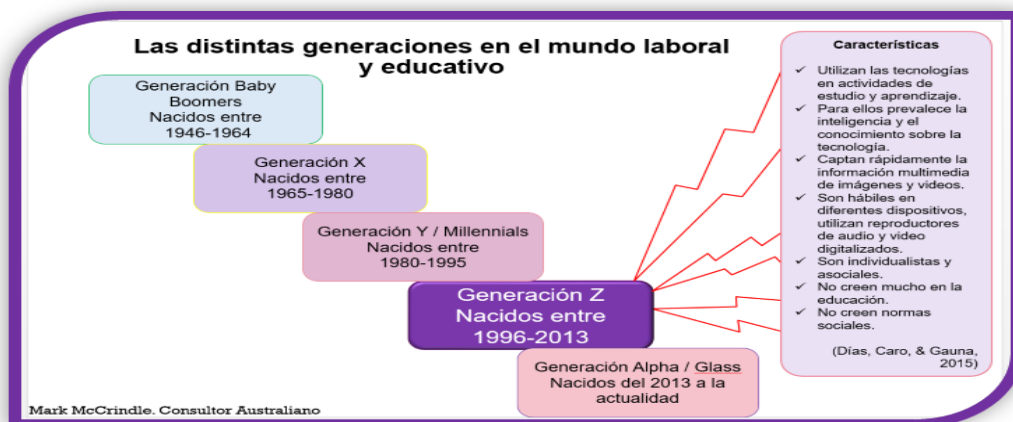 Las distintas generaciones en el mundo laboral
y educativo
Generación Baby
Boomers
Nacidos entre
1946-1964
Generación X
Nacidos entre
1965-1980
Generación Y / Millennials
Nacidos entre
1980-1995
Generación Z
Nacidos entre
1996-2013
Generación Alpha / Glass
Nacidos del 2013 a la
actualidad
Características
✓ Utilizan las tecnologías
en actividades de
estudio y aprendizaje.
✓ Para ellos prevalece la
inteligencia y el
conocimiento sobre la
tecnología.
✓ Captan rápidamente la
información multimedia
de imágenes y videos.
✓ Son hábiles en
diferentes dispositivos,
utilizan reproductores
de audio y video
digitalizados.
✓ Son individualistas y
asociales.
✓ No creen mucho en la
educación.
✓ No creen normas
sociales.
(Días, Caro, & Gauna,
2015)
Mark McCrindle. Consultor Australiano